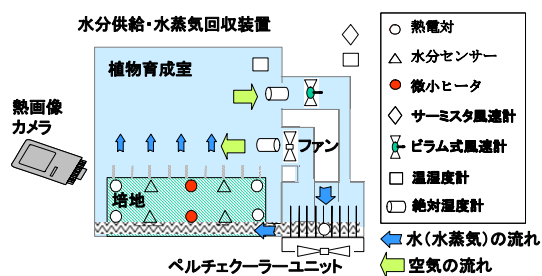 水分供給・水蒸気回収装置
植物育成室
熱画像
カメラ
ファン
培地
ペルチェクーラーユニット
熱電対
水分センサー
微小ヒータ
サーミスタ風速計
ビラム式風速計
温湿度計
絶対湿度計
水(水蒸気)の流れ
空気の流れ